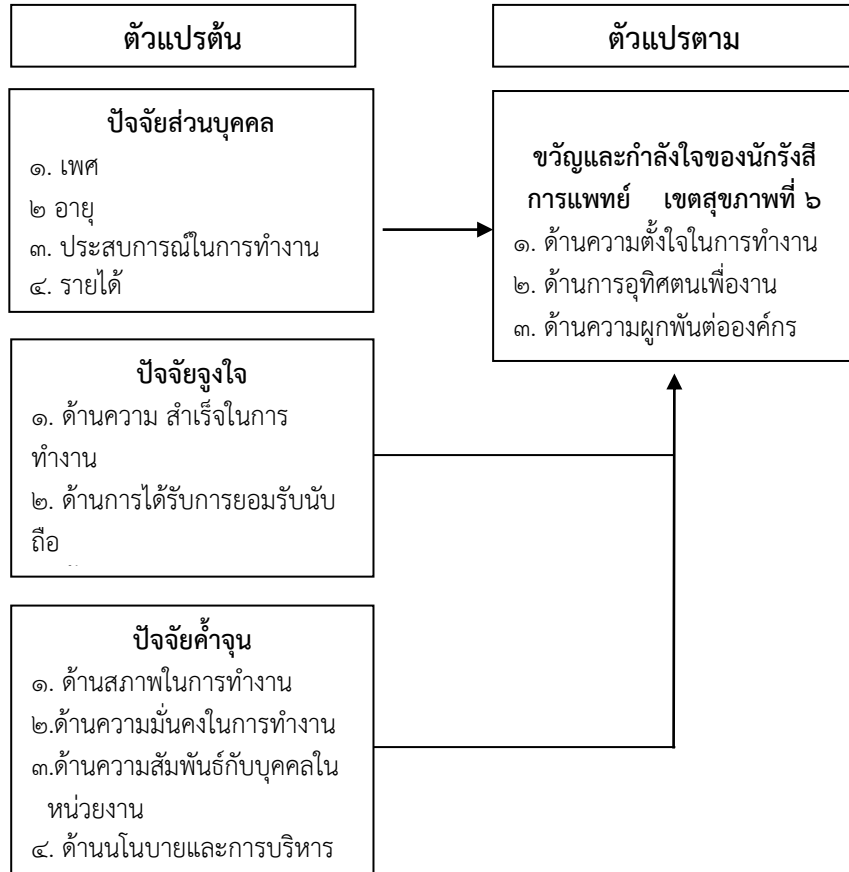 ตัวแปรต้น
ตัวแปรตาม
ปัจจัยส่วนบุคคล
๑. เพศ
๒ อายุ
๓. ประสบการณ์ในการทำงาน
๔. รายได้
ขวัญและกำลังใจของนักรังสี
การแพทย์ เขตสุขภาพที่ ๖
๑. ด้านความตั้งใจในการทำงาน
๒. ด้านการอุทิศตนเพื่องาน
๓. ด้านความผูกพันต่อองค์กร
ปัจจัยจูงใจ
๑. ด้านความ สำเร็จในการ
ทำงาน
๒. ด้านการได้รับการยอมรับนับ
ถือ
ปัจจัยค้ำจุน
๑. ด้านสภาพในการทำงาน
๒.ด้านความมั่นคงในการทำงาน
๓.ด้านความสัมพันธ์กับบุคคลใน
หน่วยงาน
๔. ด้านนโนบายและการบริหาร